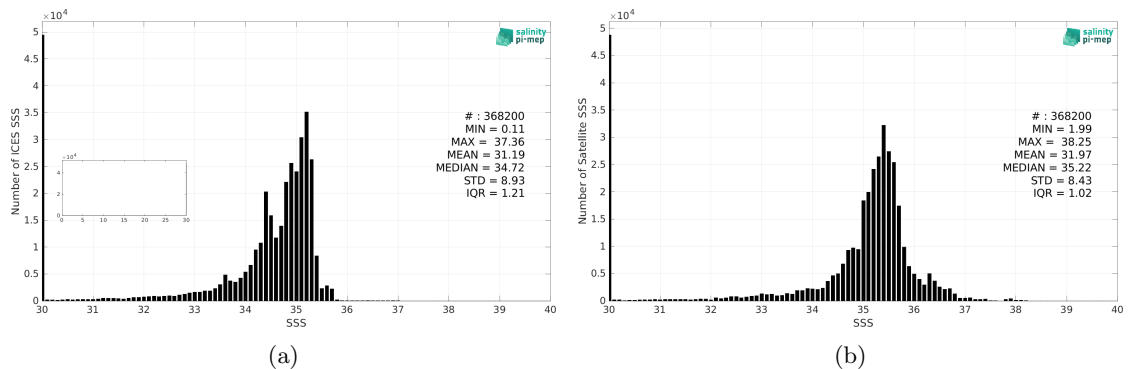 ×10⁴
5
4.5
4
3.5
3
2.5
2
1.5
1
0.5
0
Number of ICES SSS
30 31 32 33 34 35 36 37 38 39 40
SSS
salinity
pi-mep
# : 368200
MIN = 0.11
MAX = 37.36
MEAN = 31.19
MEDIAN = 34.72
STD = 8.93
IQR = 1.21
×10⁴
4
2
0
0 5 10 15 20 25 30
(a)
×10⁴
5
4.5
4
3.5
3
2.5
2
1.5
1
0.5
0
Number of Satellite SSS
30 31 32 33 34 35 36 37 38 39 40
SSS
salinity
pi-mep
# : 368200
MIN = 1.99
MAX = 38.25
MEAN = 31.97
MEDIAN = 35.22
STD = 8.43
IQR = 1.02
(b)